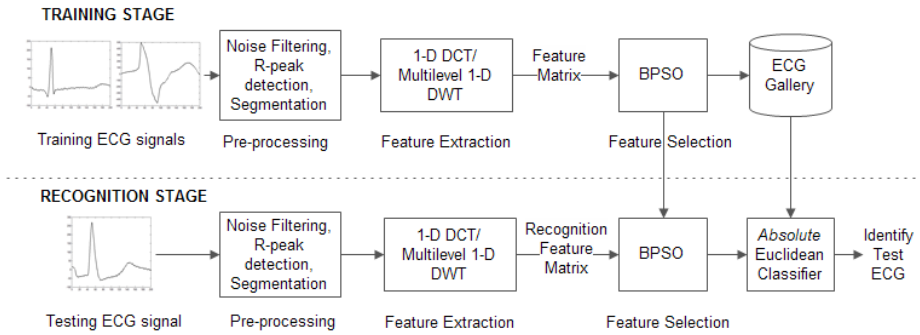 TRAINING STAGE
Noise Filtering,
R-peak
detection,
Segmentation
1-D DCT/
Multilevel 1-D
DWT
Feature
Matrix
BPSO
ECG
Gallery
Training ECG signals
Pre-processing
Feature Extraction
Feature Selection
RECOGNITION STAGE
Noise Filtering,
R-peak
detection,
Segmentation
1-D DCT/
Multilevel 1-D
DWT
Recognition
Feature
Matrix
BPSO
Absolute
Euclidean
Classifier
Identify
Test
ECG
Testing ECG signal
Pre-processing
Feature Extraction
Feature Selection